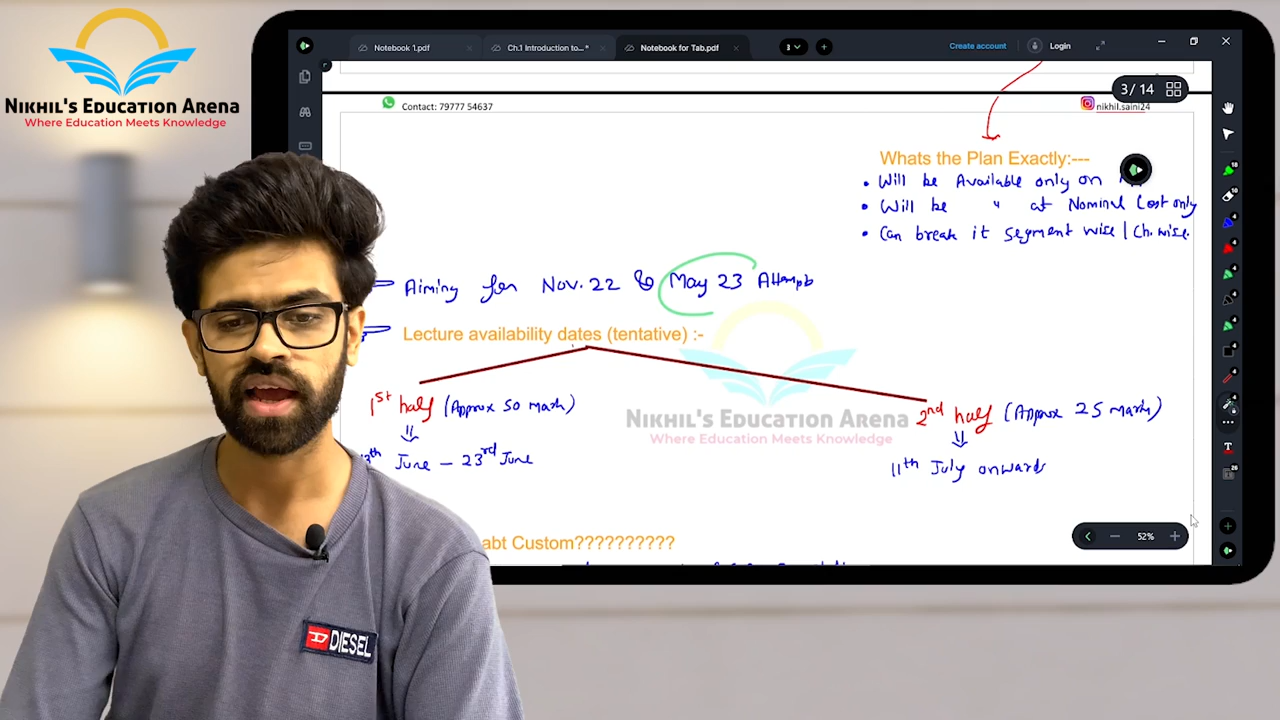 NIKHIL'S EDUCATION ARENA
Where Education Meets Knowledge
Notebook 1.pdf
Ch.1 Introduction to...*
Notebook for Tab.pdf
3
Create account
Login
Contact: 79777 54637
3 / 14
nikhil.saini24
Whats the Plan Exactly:---
Will be Available only on
Will be " at Nominal Cost only
Can break it segment wise | Ch. wise.
Aiming for Nov. 22 & May 23 Attempt
Lecture availability dates (tentative) :-
1st half (Approx 50 mark)
2nd half (Approx 25 mark)
NIKHIL'S EDUCATION ARENA
Where Education Meets Knowledge
June – 23rd June
11th July onwards
abt Custom??????????
52%
DIESEL